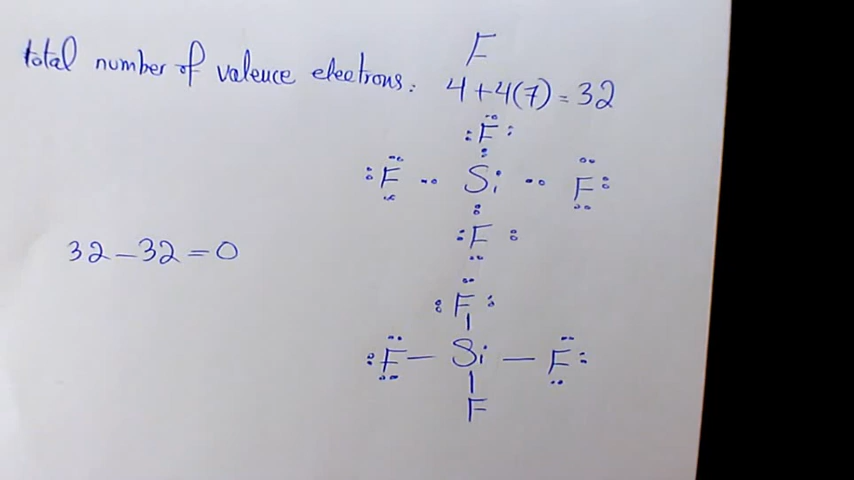 F
total number of valence electrons: 4+4(7)=32
:F:
:F .. Si .. F:
:F:
32-32=0
:F:
:F - Si - F:
F